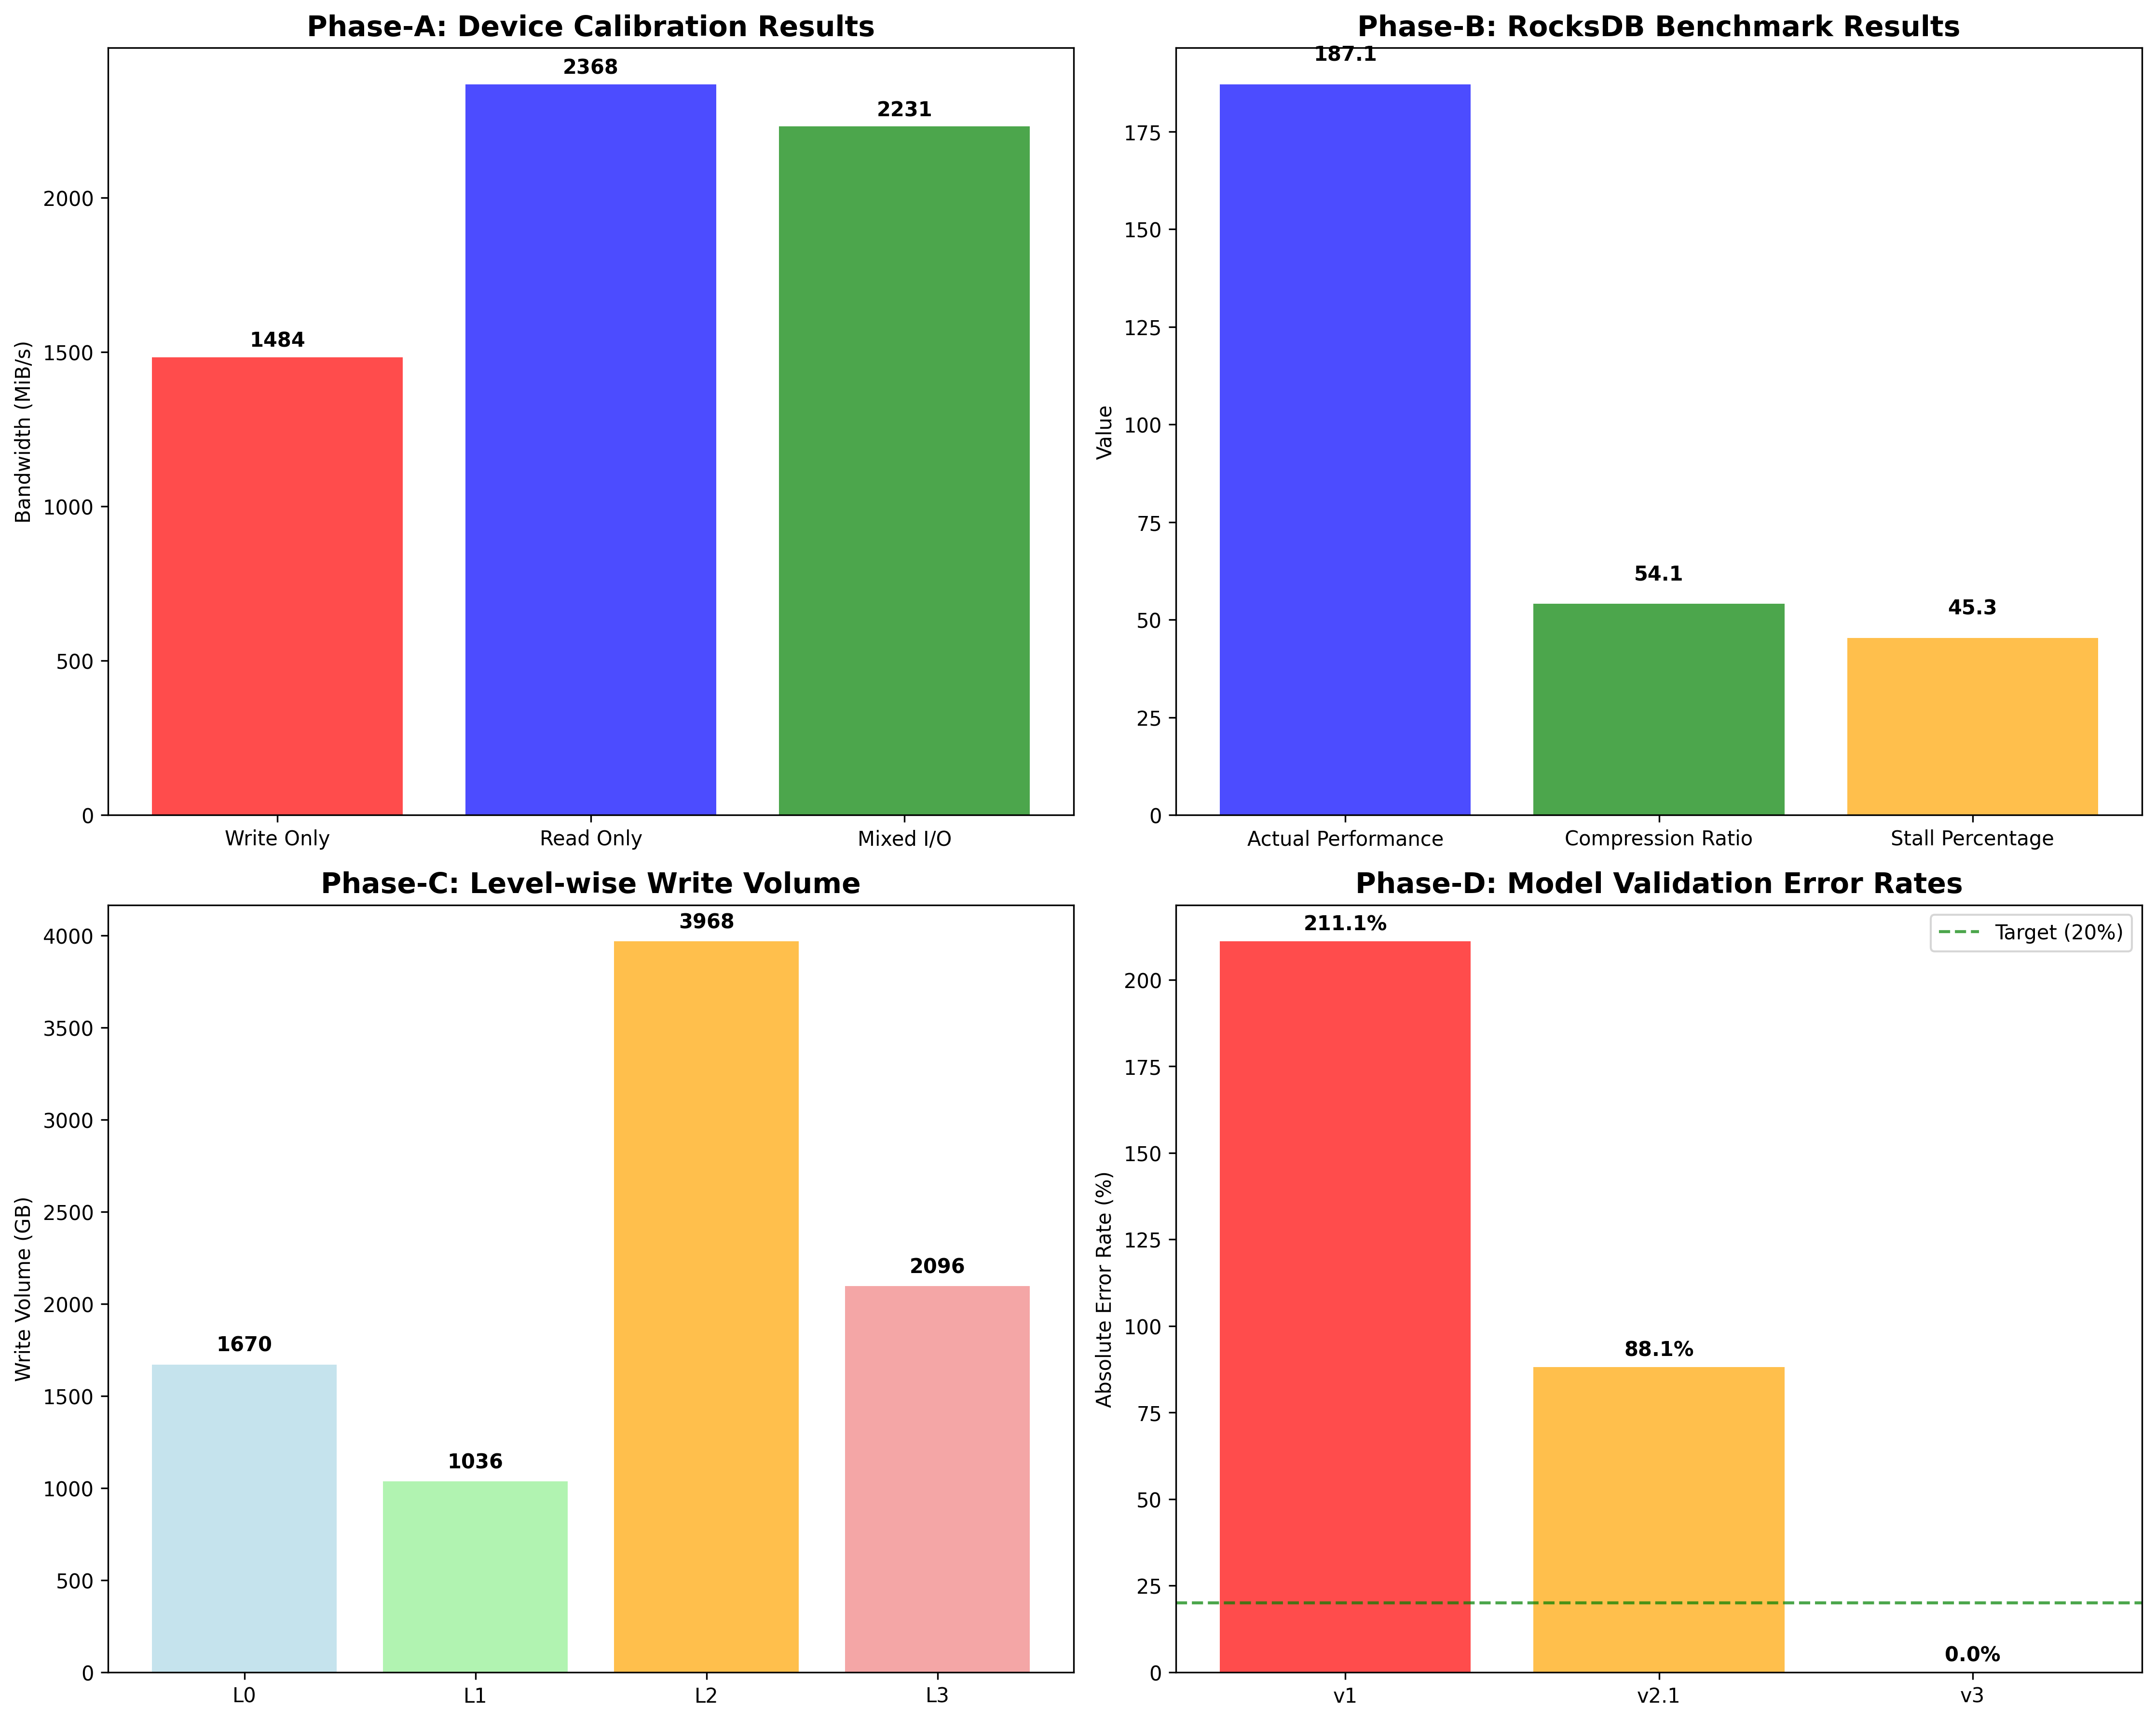 Phase-A: Device Calibration Results
Bandwidth (MiB/s)
2000
1500
1000
500
0
1484
2368
2231
Write Only
Read Only
Mixed I/O
Phase-B: RocksDB Benchmark Results
Value
175
150
125
100
75
50
25
0
187.1
54.1
45.3
Actual Performance
Compression Ratio
Stall Percentage
Phase-C: Level-wise Write Volume
Write Volume (GB)
4000
3500
3000
2500
2000
1500
1000
500
0
1670
1036
3968
2096
L0
L1
L2
L3
Phase-D: Model Validation Error Rates
Absolute Error Rate (%)
200
175
150
125
100
75
50
25
0
211.1%
88.1%
0.0%
Target (20%)
v1
v2.1
v3